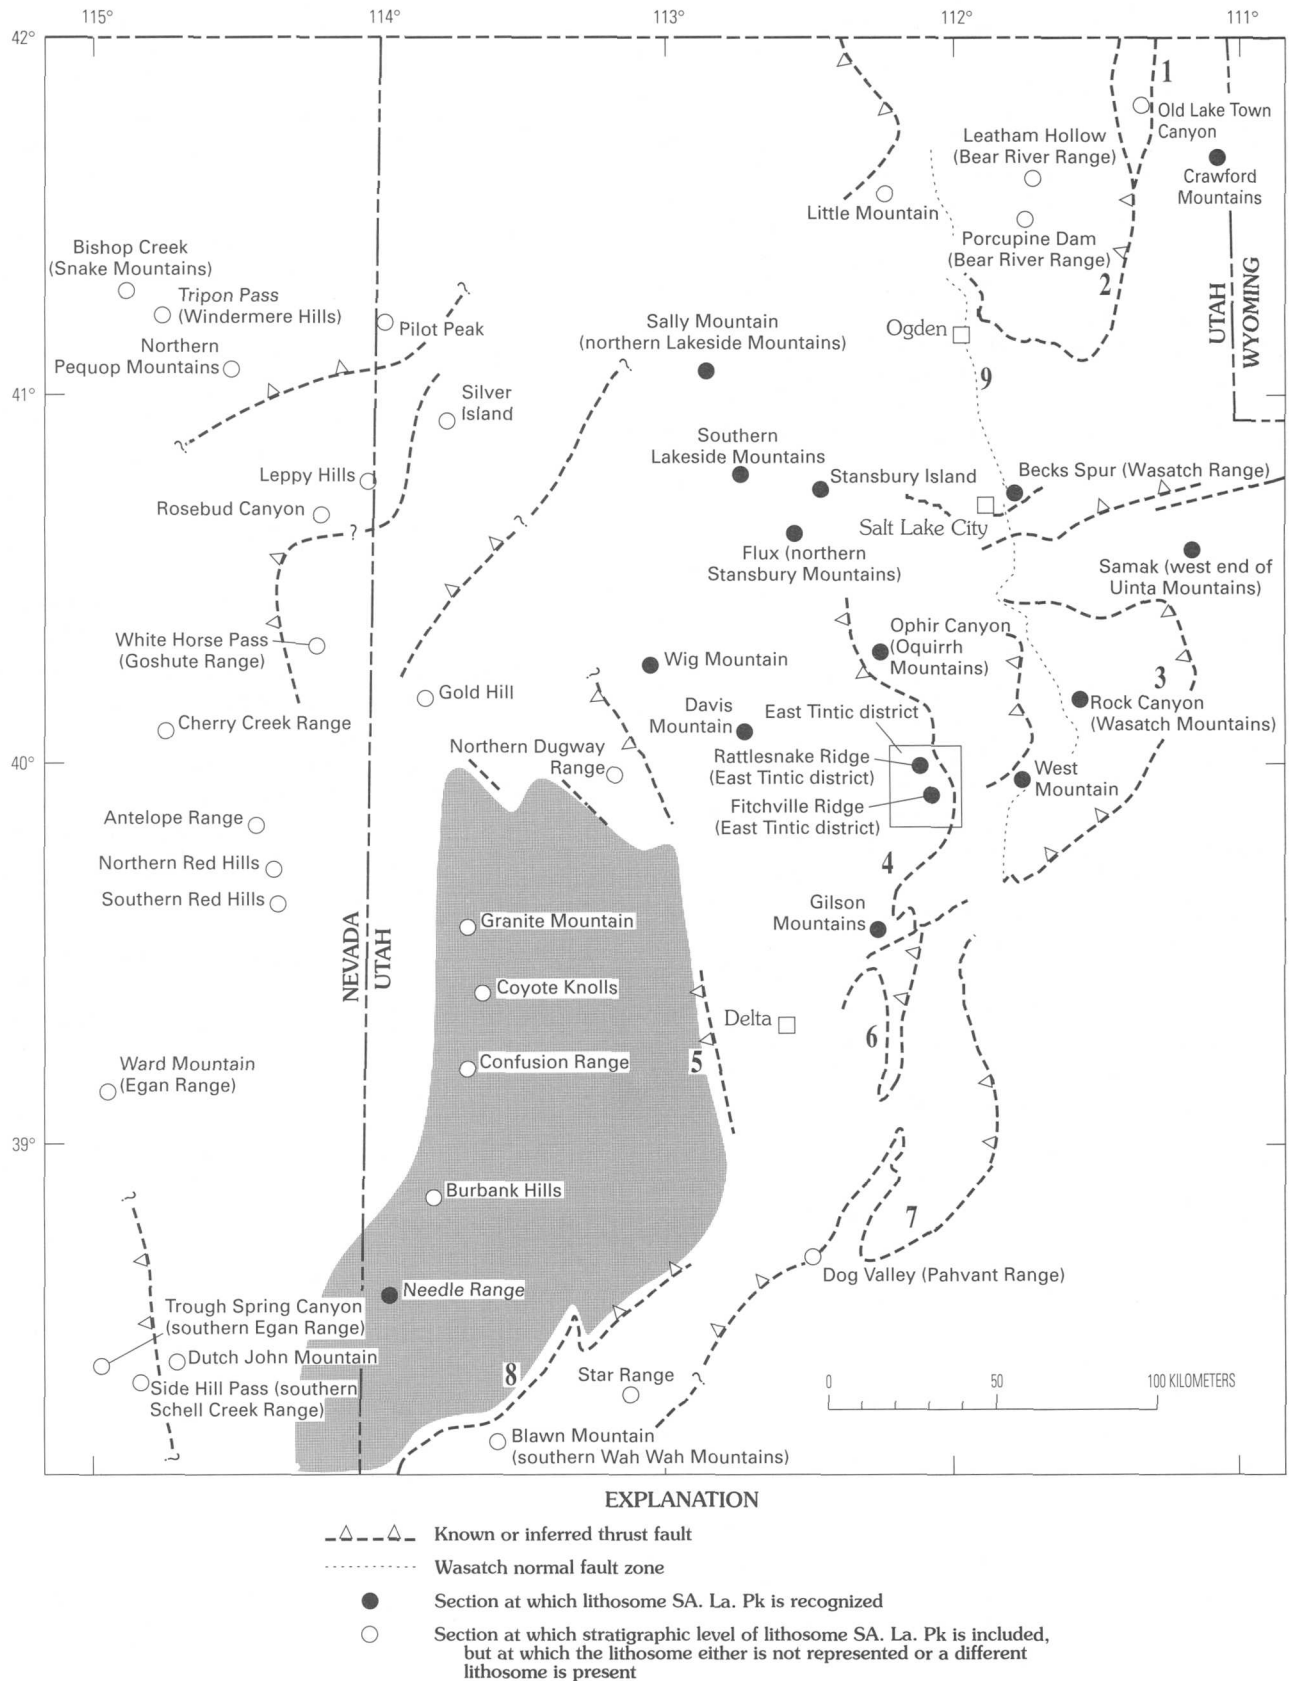 115°
114°
113°
112°
111°
42°
1
Old Lake Town
Canyon
Leatham Hollow
(Bear River Range)
Crawford
Mountains
Little Mountain
Porcupine Dam
(Bear River Range)
2
UTAH
WYOMING
Bishop Creek
(Snake Mountains)
Tripon Pass
(Windermere Hills)
Pilot Peak
Northern
Pequop Mountains
?
?
Sally Mountain
(northern Lakeside Mountains)
?
Ogden
9
41°
Silver
Island
Southern
Lakeside Mountains
Stansbury Island
Becks Spur (Wasatch Range)
Leppy Hills
Rosebud Canyon
?
?
Salt Lake City
Flux (northern
Stansbury Mountains)
Samak (west end of
Uinta Mountains)
White Horse Pass
(Goshute Range)
Ophir Canyon
(Oquirrh
Mountains)
Wig Mountain
?
3
Gold Hill
Cherry Creek Range
Davis
Mountain
East Tintic district
Rock Canyon
(Wasatch Mountains)
40°
Northern Dugway
Range
Rattlesnake Ridge
(East Tintic district)
West
Mountain
Fitchville Ridge
(East Tintic district)
Antelope Range
4
Northern Red Hills
Southern Red Hills
Gilson
Mountains
NEVADA
UTAH
Granite Mountain
Coyote Knolls
Delta
6
Confusion Range
5
Ward Mountain
(Egan Range)
39°
?
Burbank Hills
7
Dog Valley (Pahvant Range)
Needle Range
Trough Spring Canyon
(southern Egan Range)
Dutch John Mountain
Side Hill Pass (southern
Schell Creek Range)
?
8
Star Range
?
Blawn Mountain
(southern Wah Wah Mountains)
0
50
100 KILOMETERS
EXPLANATION
Known or inferred thrust fault
Wasatch normal fault zone
Section at which lithosome SA. La. Pk is recognized
Section at which stratigraphic level of lithosome SA. La. Pk is included,
but at which the lithosome either is not represented or a different
lithosome is present